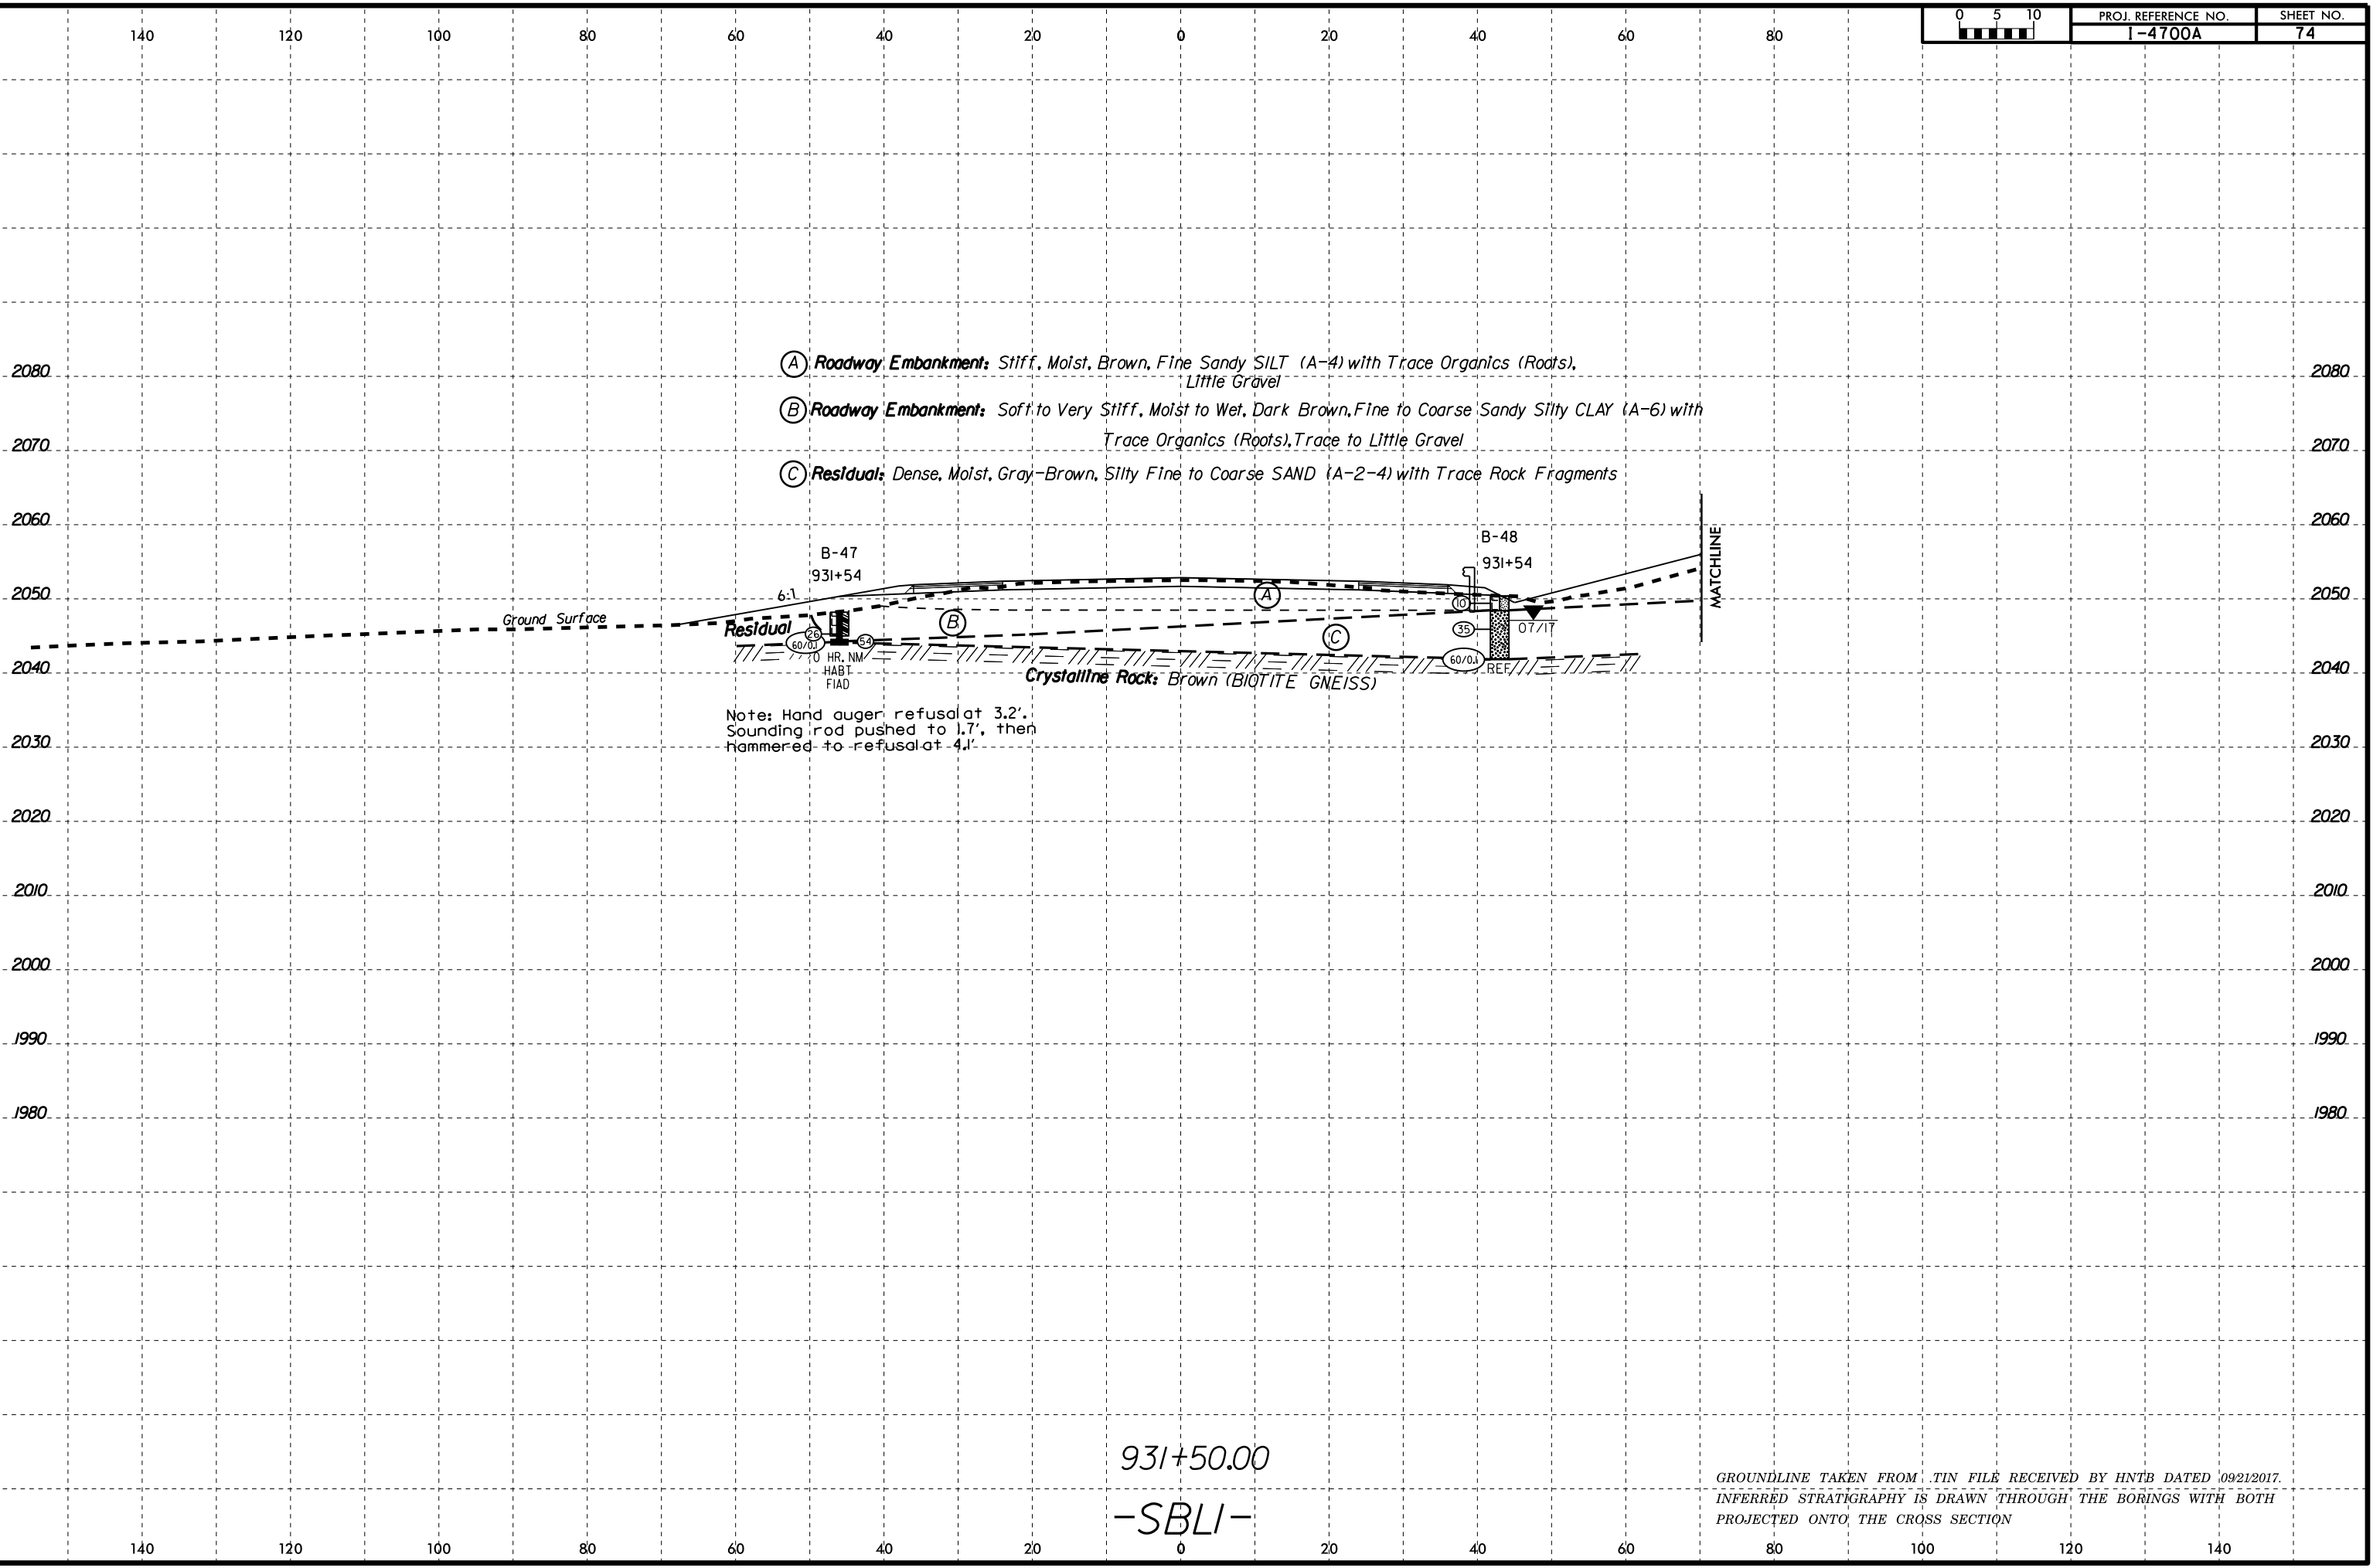 0 5 10
PROJ. REFERENCE NO. SHEET NO.
I-4700A 74
140 120 100 80 60 40 20 0 20 40 60 80
A Roadway Embankment: Stiff, Moist, Brown, Fine Sandy SILT (A-4) with Trace Organics (Roots),
Little Gravel
2080 2080
B Roadway Embankment: Soft to Very Stiff, Moist to Wet, Dark Brown, Fine to Coarse Sandy Silty CLAY (A-6) with
Trace Organics (Roots), Trace to Little Gravel
2070 2070
C Residual: Dense, Moist, Gray-Brown, Silty Fine to Coarse SAND (A-2-4) with Trace Rock Fragments
2060 2060
B-47 B-48
931+54 931+54
MATCHLINE
6:1 A 10
2050 2050
Ground Surface
Residual B 35 07/17
26 54 C
60/0.1 60/0.1
0 HR. NM REF
HABT
FIAD
2040 2040
Crystalline Rock: Brown (BIOTITE GNEISS)
Note: Hand auger refusal at 3.2'.
Sounding rod pushed to 1.7', then
hammered to refusal at 4.1'
2030 2030
2020 2020
2010 2010
2000 2000
1990 1990
1980 1980
931+50.00
-SBL1-
GROUNDLINE TAKEN FROM .TIN FILE RECEIVED BY HNTB DATED 09/21/2017.
INFERRED STRATIGRAPHY IS DRAWN THROUGH THE BORINGS WITH BOTH
PROJECTED ONTO THE CROSS SECTION
140 120 100 80 60 40 20 0 20 40 60 80 100 120 140